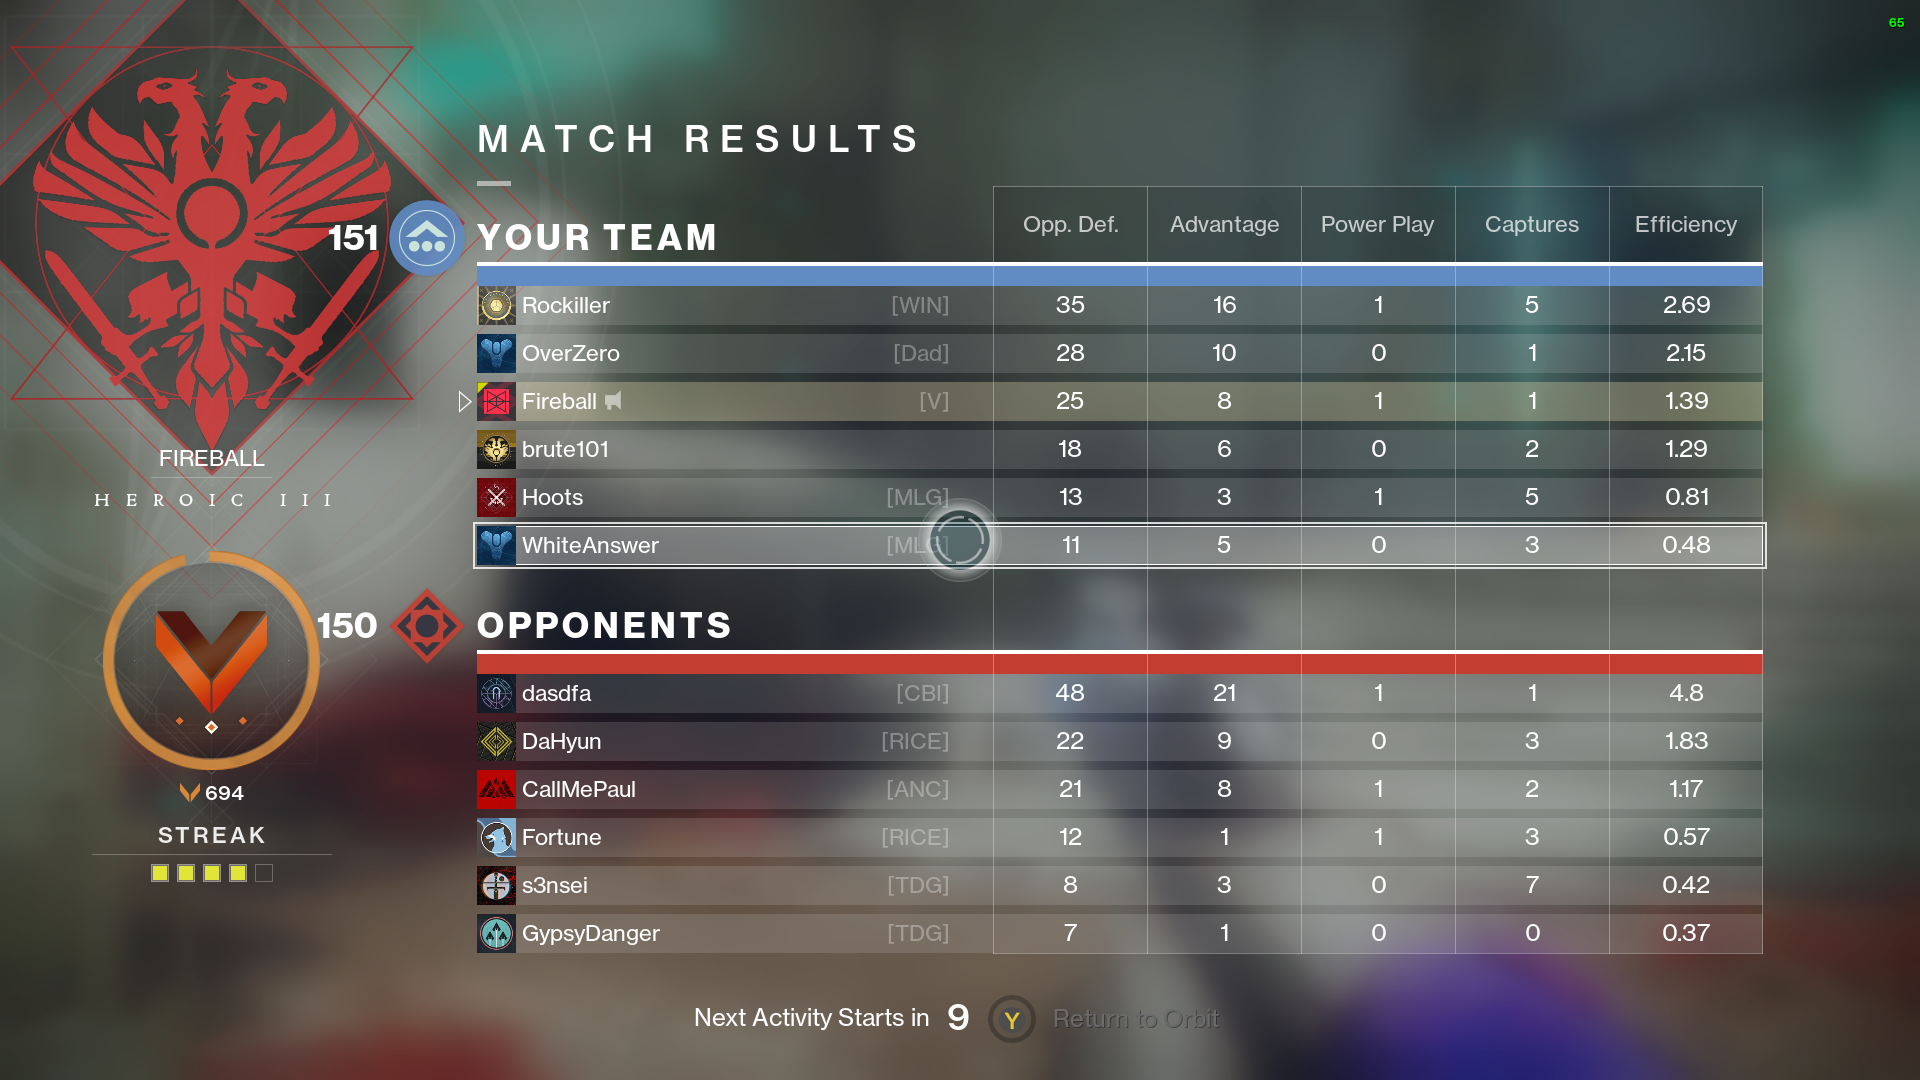 65
MATCH RESULTS
151 YOUR TEAM Opp. Def. Advantage Power Play Captures Efficiency
Rockiller [WIN] 35 16 1 5 2.69
OverZero [Dad] 28 10 0 1 2.15
Fireball [V] 25 8 1 1 1.39
brute101 18 6 0 2 1.29
Hoots [MLG] 13 3 1 5 0.81
WhiteAnswer [MLG] 11 5 0 3 0.48
FIREBALL
HEROIC III
150 OPPONENTS
dasdfa [CBI] 48 21 1 1 4.8
DaHyun [RICE] 22 9 0 3 1.83
CallMePaul [ANC] 21 8 1 2 1.17
Fortune [RICE] 12 1 1 3 0.57
s3nsei [TDG] 8 3 0 7 0.42
GypsyDanger [TDG] 7 1 0 0 0.37
694
STREAK
Next Activity Starts in 9 Y Return to Orbit